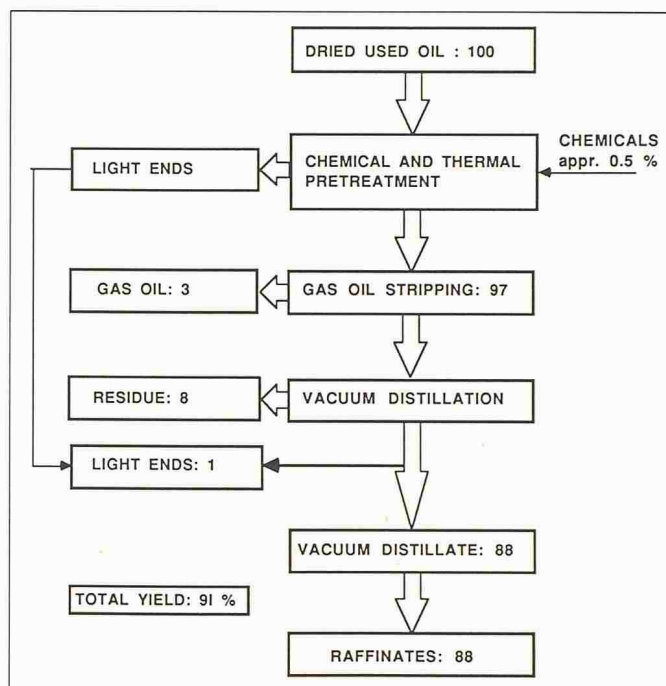 DRIED USED OIL : 100
CHEMICALS
appr. 0.5 %
LIGHT ENDS
CHEMICAL AND THERMAL
PRETREATMENT
GAS OIL: 3
GAS OIL STRIPPING: 97
RESIDUE: 8
VACUUM DISTILLATION
LIGHT ENDS: 1
VACUUM DISTILLATE: 88
TOTAL YIELD: 9I %
RAFFINATES: 88